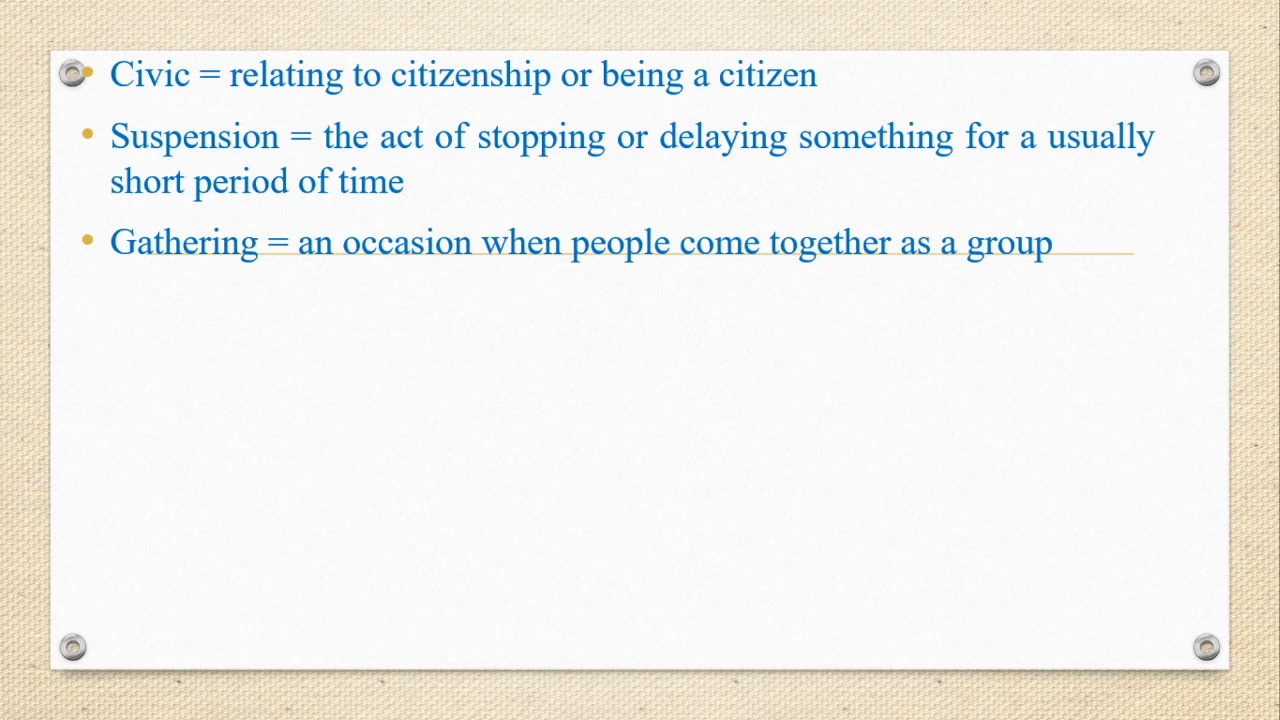 • Civic = relating to citizenship or being a citizen
• Suspension = the act of stopping or delaying something for a usually
short period of time
• Gathering = an occasion when people come together as a group